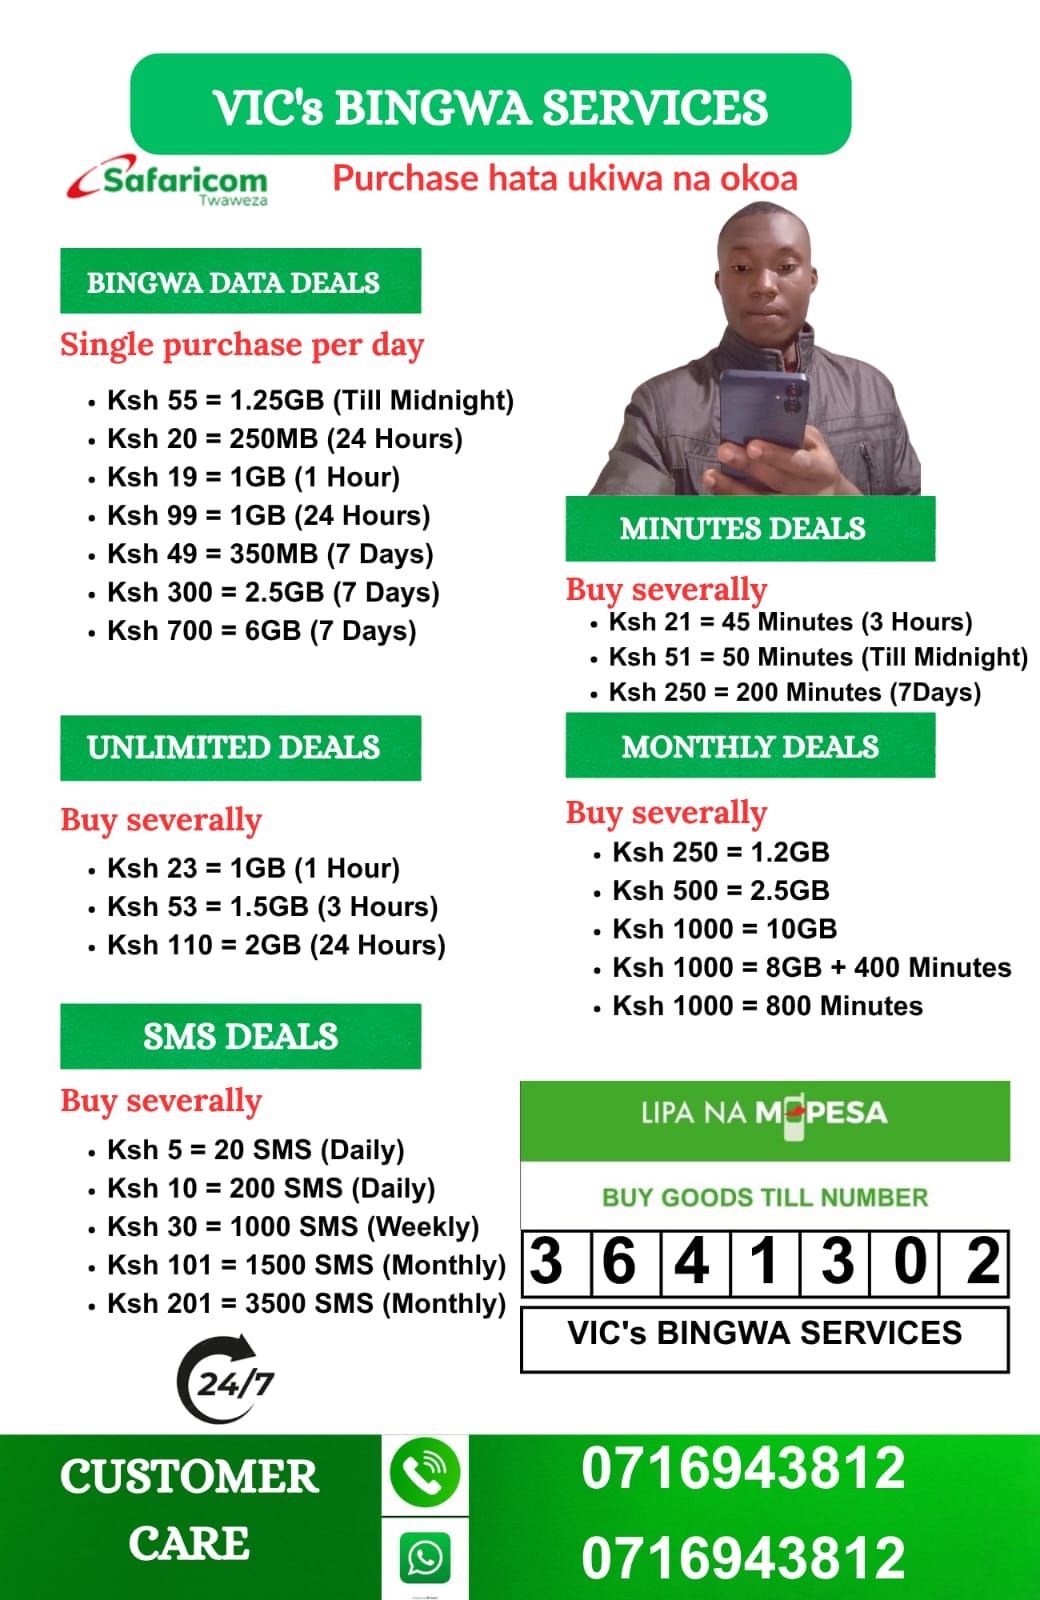 VIC's BINGWA SERVICES
Safaricom
Twaweza
Purchase hata ukiwa na okoa
BINGWA DATA DEALS
Single purchase per day
• Ksh 55 = 1.25GB (Till Midnight)
• Ksh 20 = 250MB (24 Hours)
• Ksh 19 = 1GB (1 Hour)
• Ksh 99 = 1GB (24 Hours)
• Ksh 49 = 350MB (7 Days)
• Ksh 300 = 2.5GB (7 Days)
• Ksh 700 = 6GB (7 Days)
MINUTES DEALS
Buy severally
• Ksh 21 = 45 Minutes (3 Hours)
• Ksh 51 = 50 Minutes (Till Midnight)
• Ksh 250 = 200 Minutes (7Days)
UNLIMITED DEALS
Buy severally
• Ksh 23 = 1GB (1 Hour)
• Ksh 53 = 1.5GB (3 Hours)
• Ksh 110 = 2GB (24 Hours)
MONTHLY DEALS
Buy severally
• Ksh 250 = 1.2GB
• Ksh 500 = 2.5GB
• Ksh 1000 = 10GB
• Ksh 1000 = 8GB + 400 Minutes
• Ksh 1000 = 800 Minutes
SMS DEALS
Buy severally
• Ksh 5 = 20 SMS (Daily)
• Ksh 10 = 200 SMS (Daily)
• Ksh 30 = 1000 SMS (Weekly)
• Ksh 101 = 1500 SMS (Monthly)
• Ksh 201 = 3500 SMS (Monthly)
24/7
LIPA NA M-PESA
BUY GOODS TILL NUMBER
3 6 4 1 3 0 2
VIC's BINGWA SERVICES
CUSTOMER
CARE
0716943812
0716943812